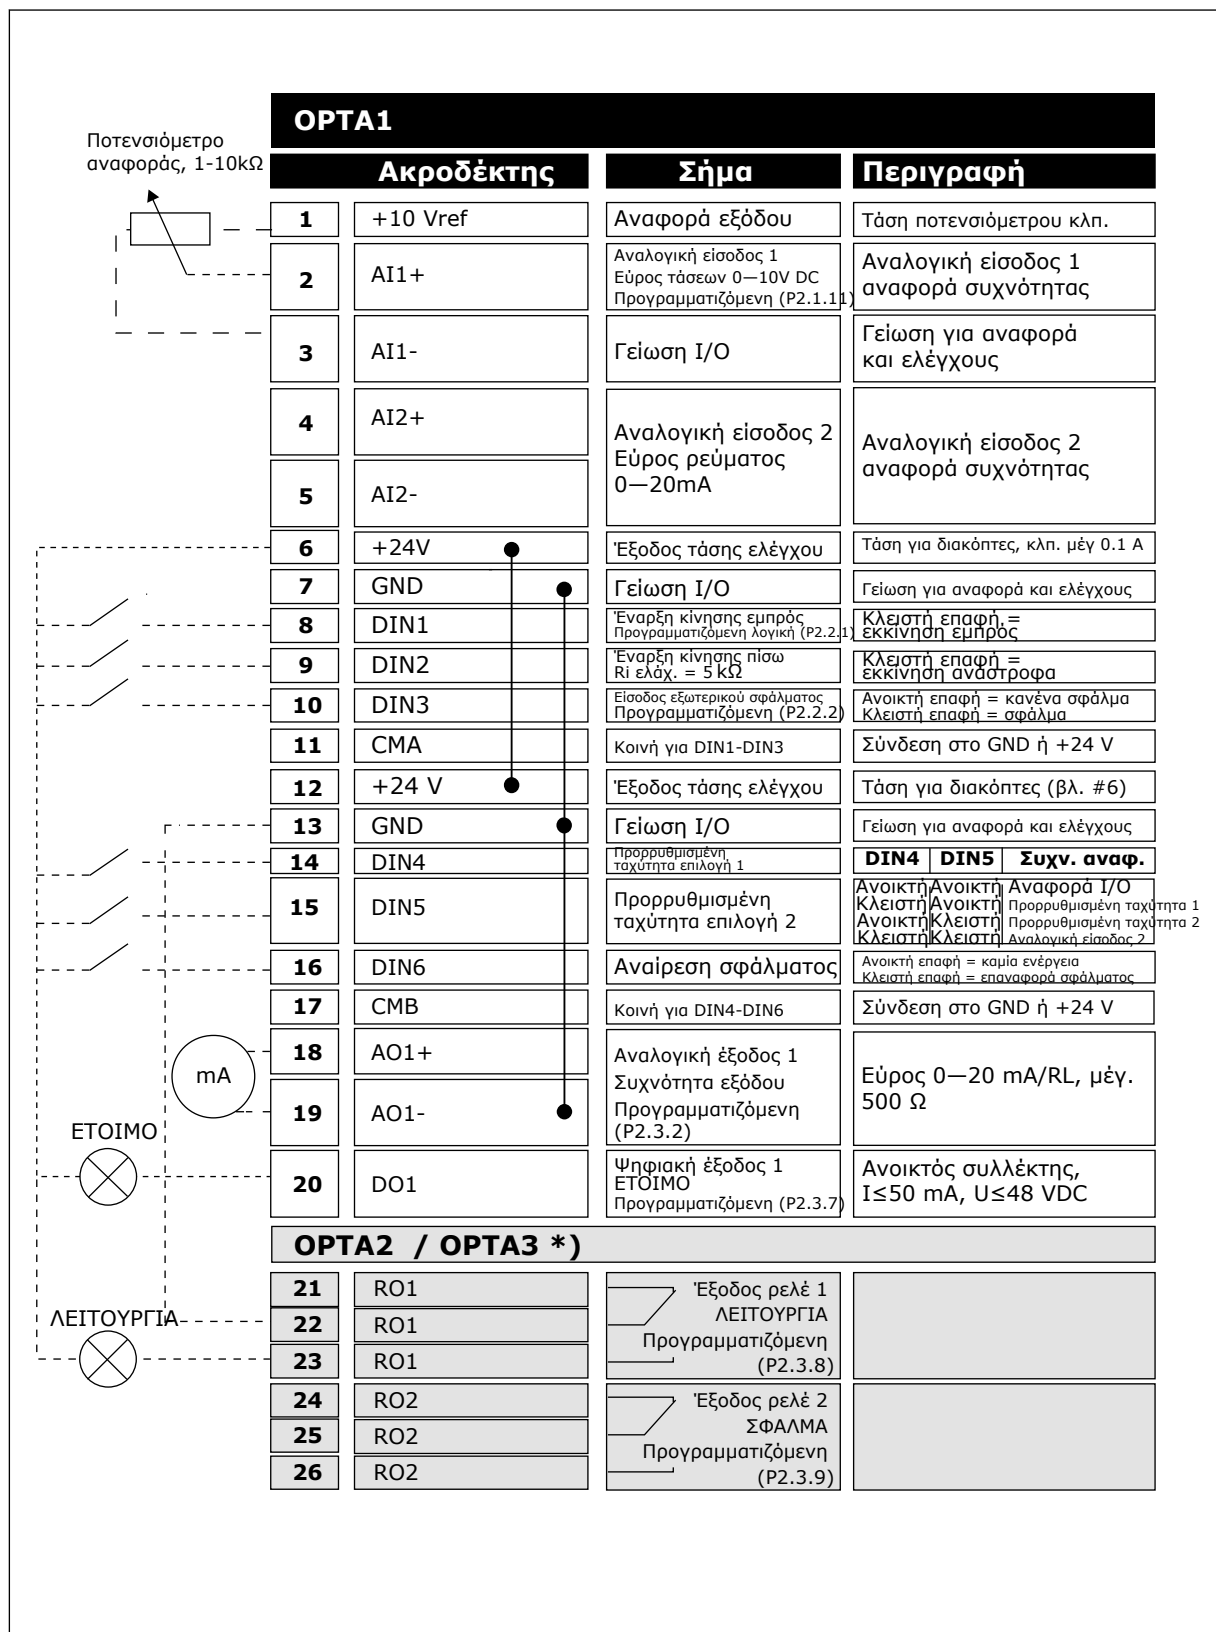 OPTA1
Ποτενσιόμετρο
αναφοράς, 1-10kΩ
Ακροδέκτης Σήμα Περιγραφή
1 +10 Vref Αναφορά εξόδου Τάση ποτενσιόμετρου κλπ.
2 AI1+
Αναλογική είσοδος 1
Εύρος τάσεων 0—10V DC
Προγραμματιζόμενη (P2.1.11)
Αναλογική είσοδος 1
αναφορά συχνότητας
3 AI1- Γείωση I/O
Γείωση για αναφορά
και ελέγχους
4 AI2+
5 AI2-
Αναλογική είσοδος 2
Εύρος ρεύματος
0—20mA
Αναλογική είσοδος 2
αναφορά συχνότητας
6 +24V Έξοδος τάσης ελέγχου Τάση για διακόπτες, κλπ. μέγ 0.1 A
7 GND Γείωση I/O Γείωση για αναφορά και ελέγχους
8 DIN1
Έναρξη κίνησης εμπρός
Προγραμματιζόμενη λογική (P2.2.1)
Κλειστή επαφή =
εκκίνηση εμπρός
9 DIN2
Έναρξη κίνησης πίσω
Ri ελάχ. = 5 kΩ
Κλειστή επαφή =
εκκίνηση ανάστροφα
10 DIN3
Είσοδος εξωτερικού σφάλματος
Προγραμματιζόμενη (P2.2.2)
Ανοικτή επαφή = κανένα σφάλμα
Κλειστή επαφή = σφάλμα
11 CMA Κοινή για DIN1-DIN3 Σύνδεση στο GND ή +24 V
12 +24 V Έξοδος τάσης ελέγχου Τάση για διακόπτες (βλ. #6)
13 GND Γείωση I/O Γείωση για αναφορά και ελέγχους
14 DIN4
Προρρυθμισμένη
ταχύτητα επιλογή 1
DIN4 DIN5 Συχν. αναφ.
15 DIN5
Προρρυθμισμένη
ταχύτητα επιλογή 2
Ανοικτή Ανοικτή Αναφορά I/O
Κλειστή Ανοικτή Προρρυθμισμένη ταχύτητα 1
Ανοικτή Κλειστή Προρρυθμισμένη ταχύτητα 2
Κλειστή Κλειστή Αναλογική είσοδος 2
16 DIN6 Αναίρεση σφάλματος
Ανοικτή επαφή = καμία ενέργεια
Κλειστή επαφή = επαναφορά σφάλματος
17 CMB Κοινή για DIN4-DIN6 Σύνδεση στο GND ή +24 V
mA
18 AO1+
19 AO1-
Αναλογική έξοδος 1
Συχνότητα εξόδου
Προγραμματιζόμενη
(P2.3.2)
Εύρος 0—20 mA/RL, μέγ.
500 Ω
ΕΤΟΙΜΟ
20 DO1
Ψηφιακή έξοδος 1
ΕΤΟΙΜΟ
Προγραμματιζόμενη (P2.3.7)
Ανοικτός συλλέκτης,
I≤50 mA, U≤48 VDC
OPTA2 / OPTA3 *)
ΛΕΙΤΟΥΡΓΙΑ
21 RO1
22 RO1
23 RO1
Έξοδος ρελέ 1
ΛΕΙΤΟΥΡΓΙΑ
Προγραμματιζόμενη
(P2.3.8)
24 RO2
25 RO2
26 RO2
Έξοδος ρελέ 2
ΣΦΑΛΜΑ
Προγραμματιζόμενη
(P2.3.9)